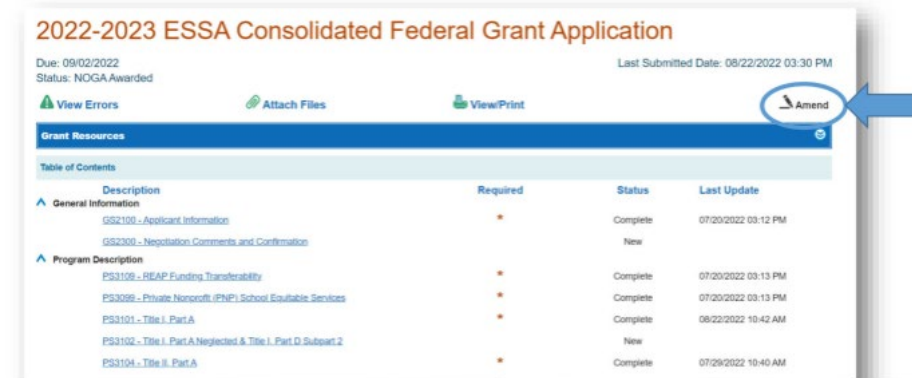 2022-2023 ESSA Consolidated Federal Grant Application
Due: 09/02/2022
Status: NOGA Awarded
Last Submitted Date: 08/22/2022 03:30 PM
View Errors Attach Files View/Print Amend
Grant Resources
Table of Contents
Description Required Status Last Update
General Information
GS2100 - Applicant Information * Complete 07/20/2022 03:12 PM
GS2300 - Negotiation Comments and Confirmation New
Program Description
PS3109 - REAP Funding Transferability * Complete 07/20/2022 03:13 PM
PS3099 - Private Nonprofit (PNP) School Equitable Services * Complete 07/20/2022 03:13 PM
PS3101 - Title I, Part A * Complete 08/22/2022 10:42 AM
PS3102 - Title I, Part A Neglected & Title I, Part D Subpart 2 New
PS3104 - Title II, Part A * Complete 07/29/2022 10:40 AM